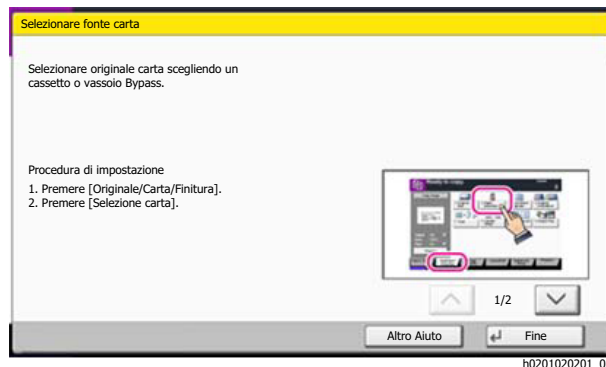 Selezionare fonte carta
Selezionare originale carta scegliendo un
cassetto o vassoio Bypass.
Procedura di impostazione
1. Premere [Originale/Carta/Finitura].
2. Premere [Selezione carta].
1/2
Altro Aiuto
Fine